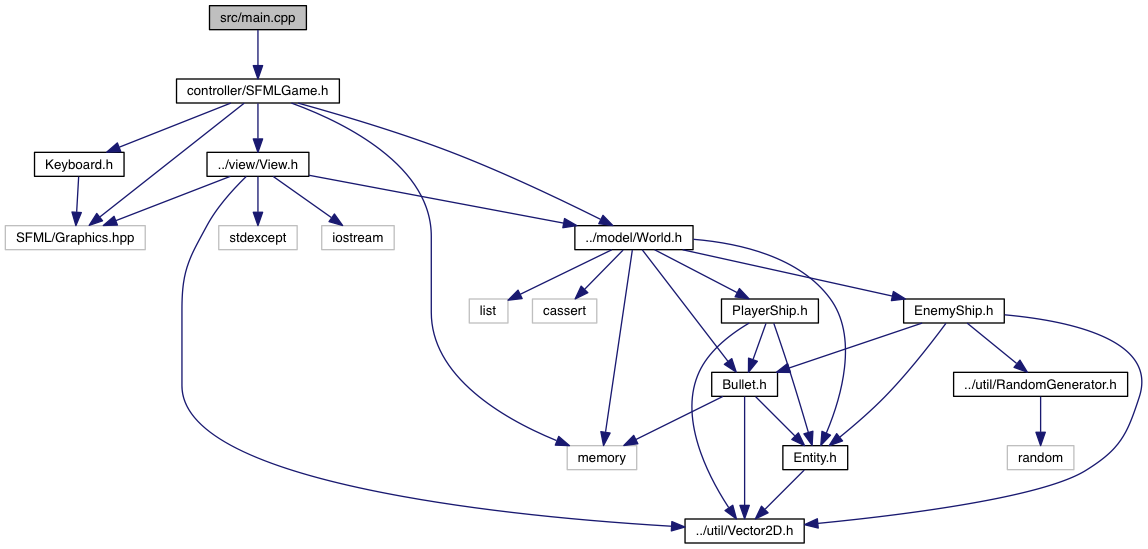 src/main.cpp
controller/SFMLGame.h
Keyboard.h
../view/View.h
SFML/Graphics.hpp
stdexcept
iostream
../model/World.h
list
cassert
PlayerShip.h
EnemyShip.h
Bullet.h
../util/RandomGenerator.h
memory
Entity.h
random
../util/Vector2D.h